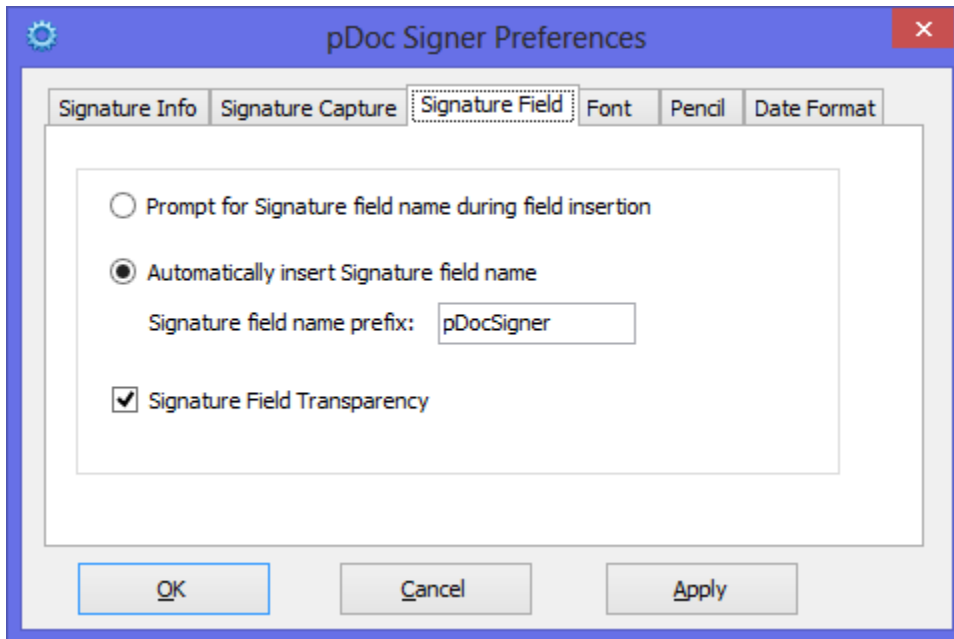 pDoc Signer Preferences
Signature Info Signature Capture Signature Field Font Pencil Date Format
Prompt for Signature field name during field insertion
Automatically insert Signature field name
Signature field name prefix: pDocSigner
Signature Field Transparency
OK Cancel Apply